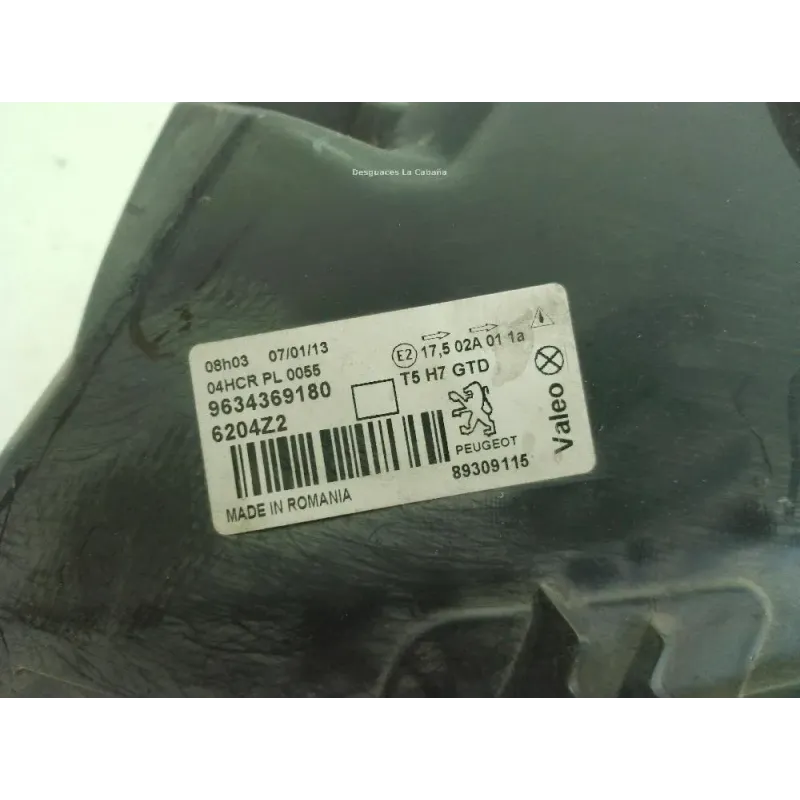 Desguaces La Cabaña
08h03 07/01/13
04HCR PL 0055
9634369180
6204Z2
MADE IN ROMANIA
E2 17,5 02A 01 1a
T5 H7 GTD
PEUGEOT
89309115
Valeo